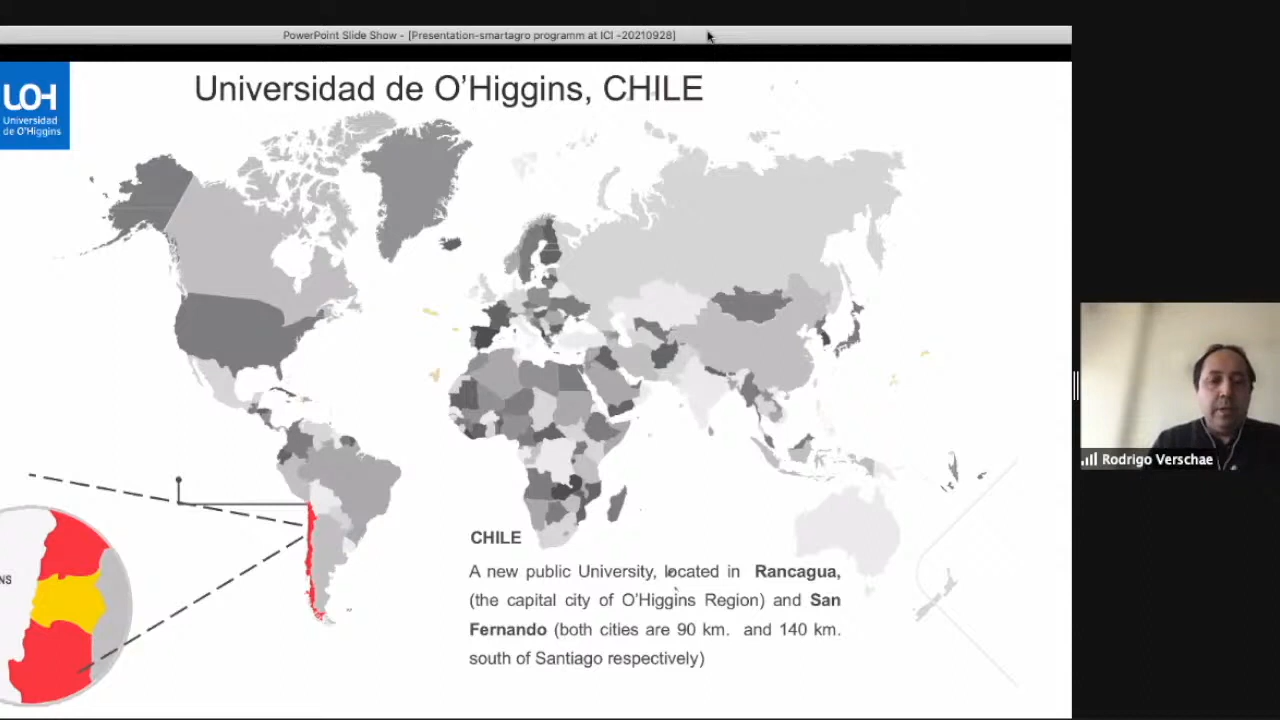 PowerPoint Slide Show - [Presentation-smartagro programm at ICI -20210928]
UOH
Universidad
de O'Higgins
Universidad de O'Higgins, CHILE
Rodrigo Verschae
CHILE
A new public University, located in Rancagua,
(the capital city of O'Higgins Region) and San
Fernando (both cities are 90 km. and 140 km.
south of Santiago respectively)
NS